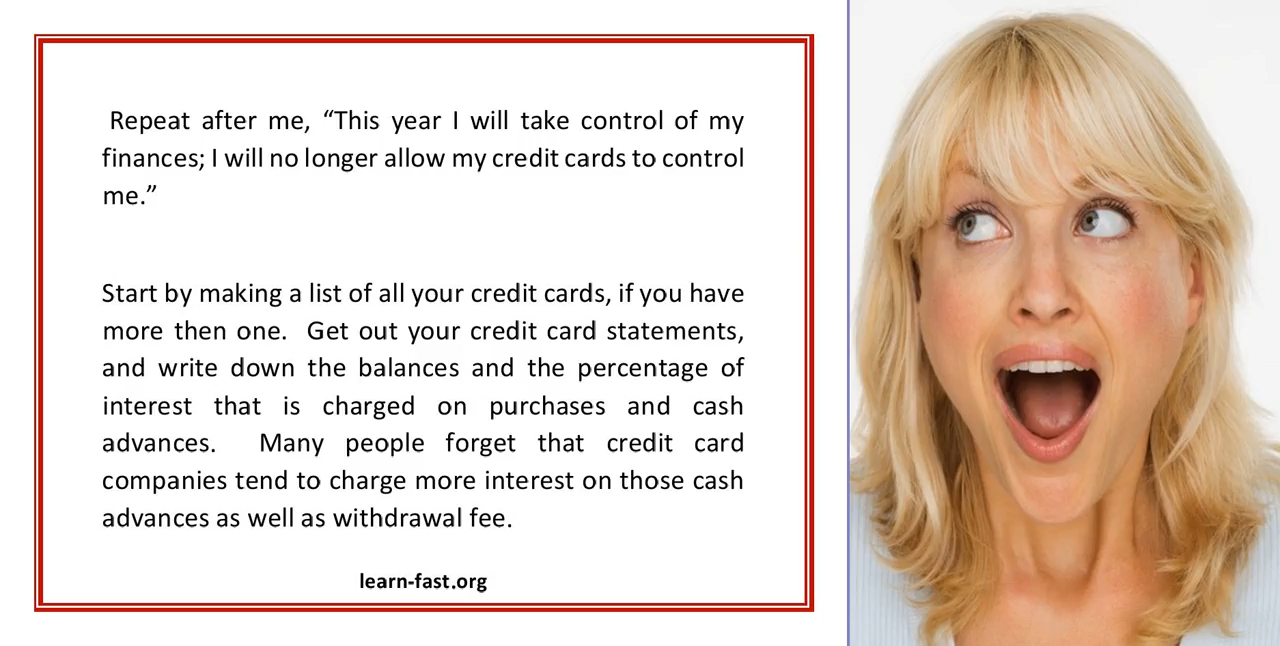 Repeat after me, “This year I will take control of my
finances; I will no longer allow my credit cards to control
me.”
Start by making a list of all your credit cards, if you have
more then one.  Get out your credit card statements,
and write down the balances and the percentage of
interest that is charged on purchases and cash
advances.  Many people forget that credit card
companies tend to charge more interest on those cash
advances as well as withdrawal fee.
learn-fast.org